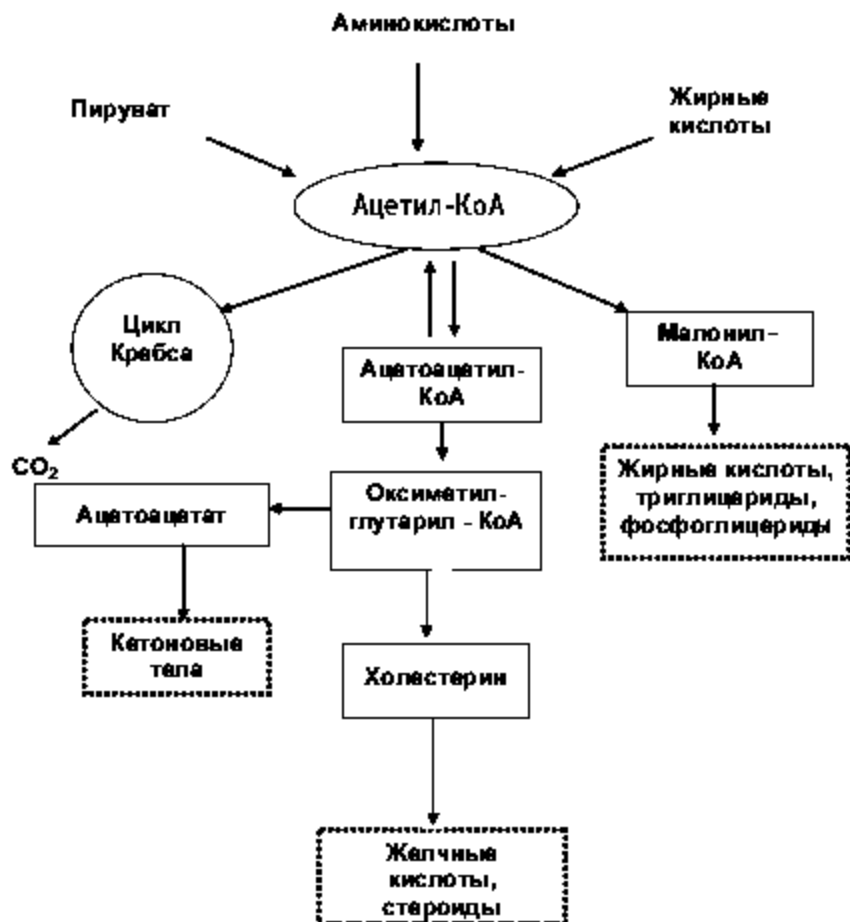 Аминокислоты
Пируват
Жирные
кислоты
Ацетил-КоА
Цикл
Кребса
Ацетоацетил-
КоА
Малонил-
КоА
CO₂
Ацетоацетат
Оксиметил-
глутарил - КоА
Жирные кислоты,
триглицериды,
фосфоглицериды
Кетоновые
тела
Холестерин
Желчные
кислоты,
стероиды